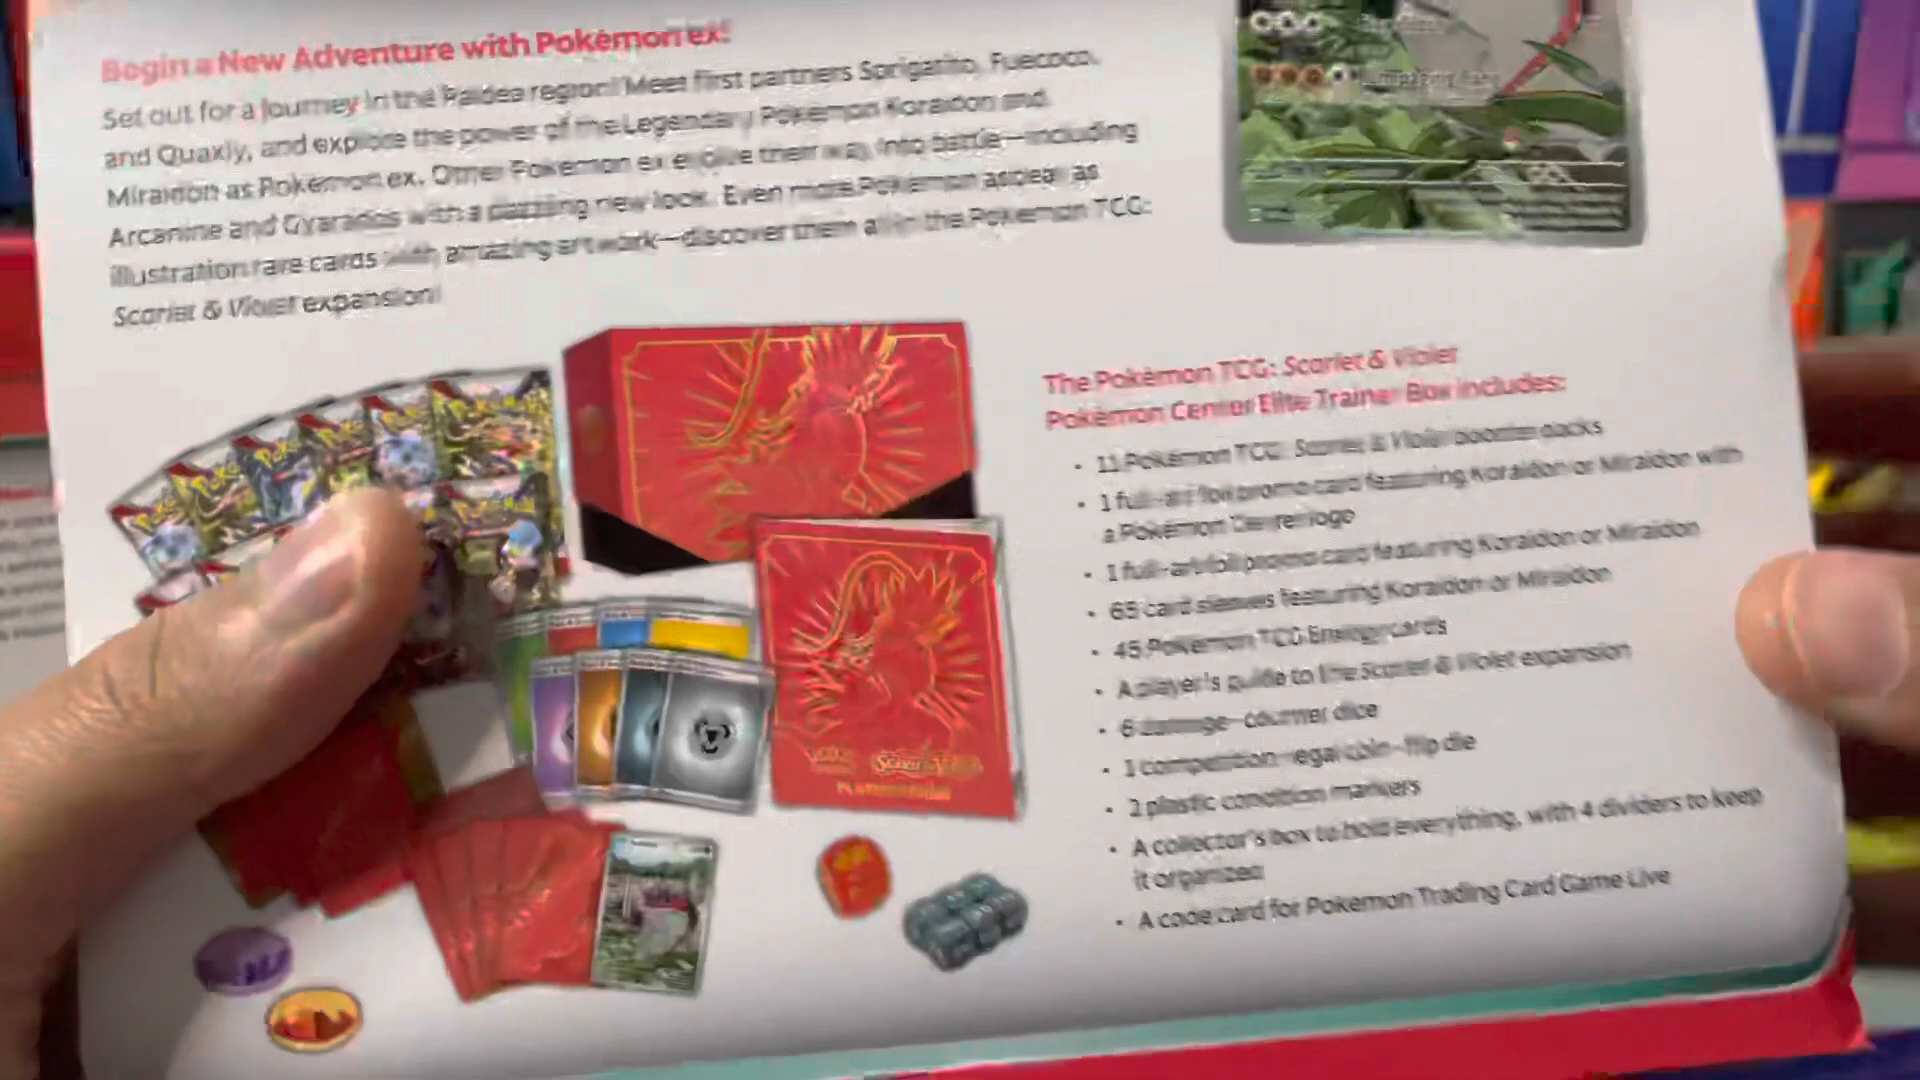 Begin a New Adventure with Pokémon ex!
Set out for a journey in the Paldea region! Meet first partners Sprigatito, Fuecoco,
and Quaxly, and explore the power of the Legendary Pokémon Koraidon and
Miraidon as Pokémon ex. Other Pokémon ex evolve their way into battle—including
Arcanine and Gyarados with a dazzling new look. Even more Pokémon appear as
illustration rare cards with amazing artwork—discover them all in the Pokémon TCG:
Scarlet & Violet expansion!
The Pokémon TCG: Scarlet & Violet
Pokémon Center Elite Trainer Box includes:
• 11 Pokémon TCG: Scarlet & Violet booster packs
• 1 full-art foil promo card featuring Koraidon or Miraidon with
a Pokémon Center logo
• 1 full-art foil promo card featuring Koraidon or Miraidon
• 65 card sleeves featuring Koraidon or Miraidon
• 45 Pokémon TCG Energy cards
• A player's guide to the Scarlet & Violet expansion
• 6 damage-counter dice
• 1 competition-legal coin-flip die
• 2 plastic condition markers
• A collector's box to hold everything, with 4 dividers to keep
it organized
• A code card for Pokémon Trading Card Game Live